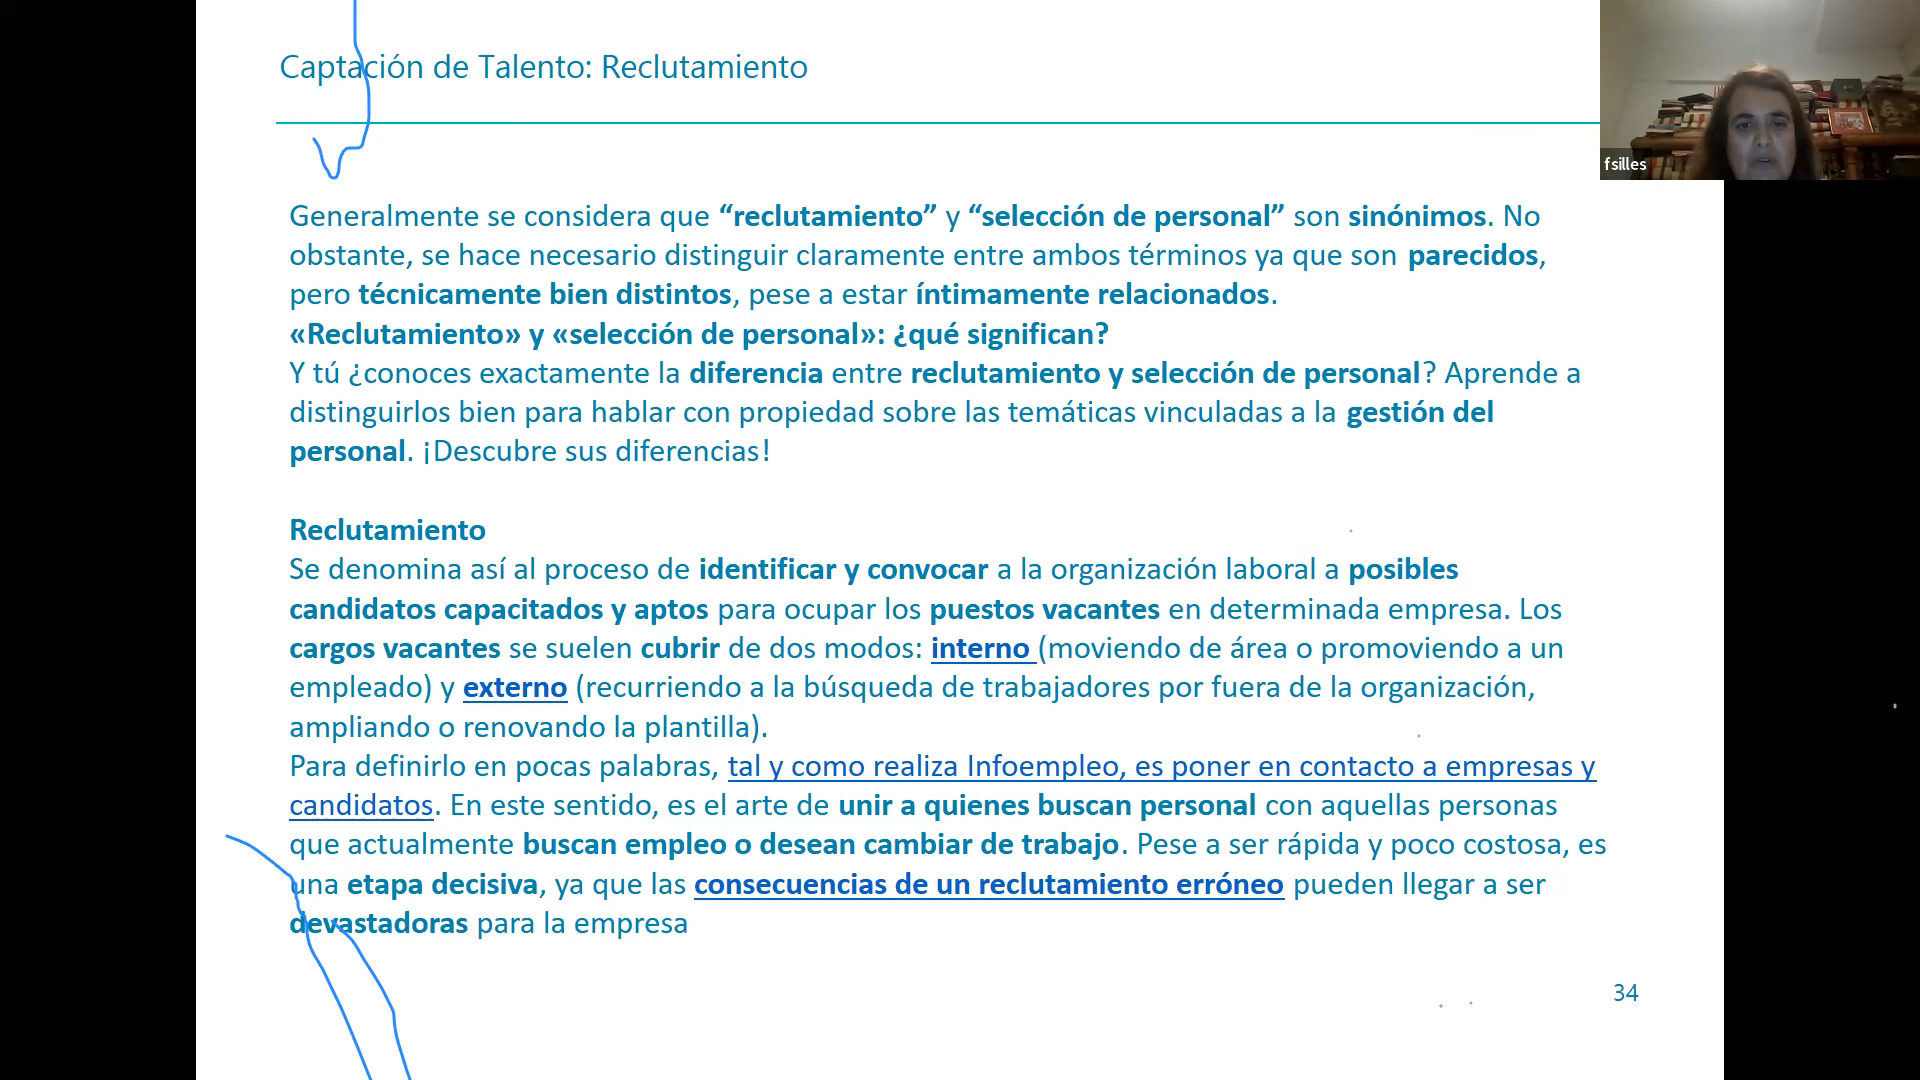 Captación de Talento: Reclutamiento
fsilles
Generalmente se considera que “reclutamiento” y “selección de personal” son sinónimos. No
obstante, se hace necesario distinguir claramente entre ambos términos ya que son parecidos,
pero técnicamente bien distintos, pese a estar íntimamente relacionados.
«Reclutamiento» y «selección de personal»: ¿qué significan?
Y tú ¿conoces exactamente la diferencia entre reclutamiento y selección de personal? Aprende a
distinguirlos bien para hablar con propiedad sobre las temáticas vinculadas a la gestión del
personal. ¡Descubre sus diferencias!
Reclutamiento
Se denomina así al proceso de identificar y convocar a la organización laboral a posibles
candidatos capacitados y aptos para ocupar los puestos vacantes en determinada empresa. Los
cargos vacantes se suelen cubrir de dos modos: interno (moviendo de área o promoviendo a un
empleado) y externo (recurriendo a la búsqueda de trabajadores por fuera de la organización,
ampliando o renovando la plantilla).
Para definirlo en pocas palabras, tal y como realiza Infoempleo, es poner en contacto a empresas y
candidatos. En este sentido, es el arte de unir a quienes buscan personal con aquellas personas
que actualmente buscan empleo o desean cambiar de trabajo. Pese a ser rápida y poco costosa, es
una etapa decisiva, ya que las consecuencias de un reclutamiento erróneo pueden llegar a ser
devastadoras para la empresa
34